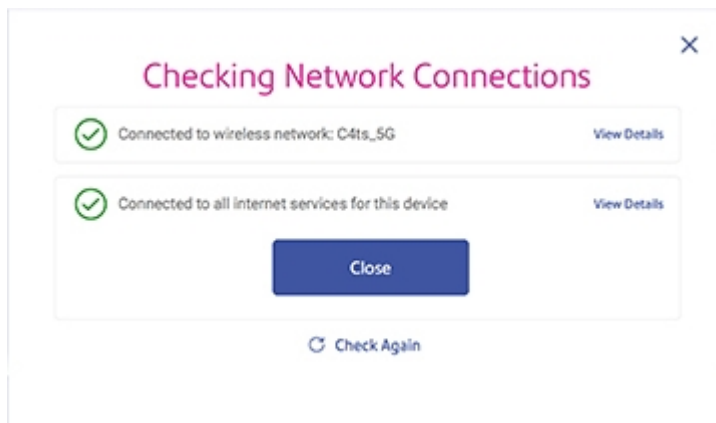 Checking Network Connections
Connected to wireless network: C4ts_5G View Details
Connected to all internet services for this device View Details
Close
Check Again